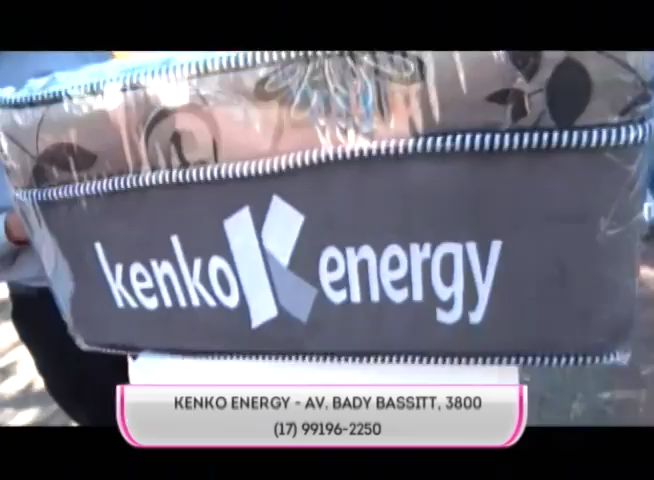 kenko K energy
KENKO ENERGY - AV. BADY BASSITT, 3800
(17) 99196-2250